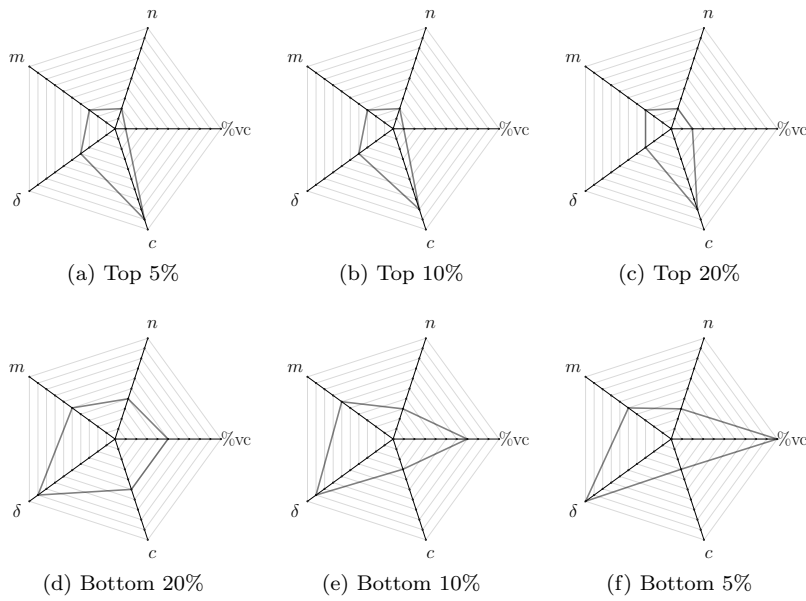 n
n
n
m
m
m
%vc
%vc
%vc
δ
δ
δ
c
c
c
(a) Top 5%
(b) Top 10%
(c) Top 20%
n
n
n
m
m
m
%vc
%vc
%vc
δ
δ
δ
c
c
c
(d) Bottom 20%
(e) Bottom 10%
(f) Bottom 5%